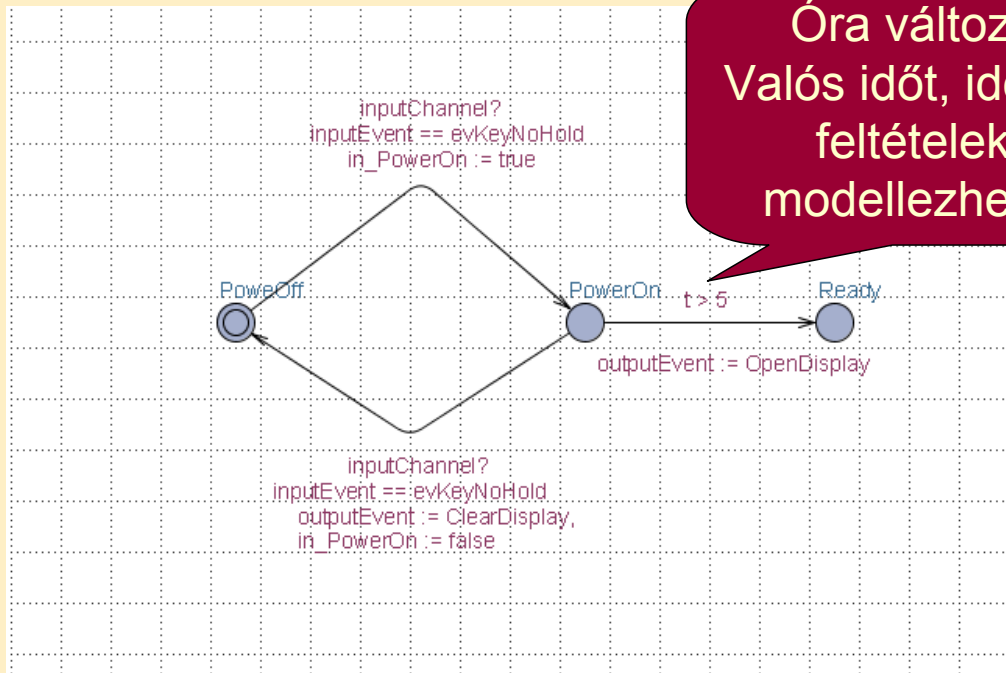 Óra változ
Valós időt, idő
feltételek
modellezhe
inputChannel?
inputEvent == evKeyNoHold
in_PowerOn := true
PoweOff
PowerOn
t > 5
Ready
outputEvent := OpenDisplay
inputChannel?
inputEvent == evKeyNoHold
outputEvent := ClearDisplay,
in_PowerOn := false